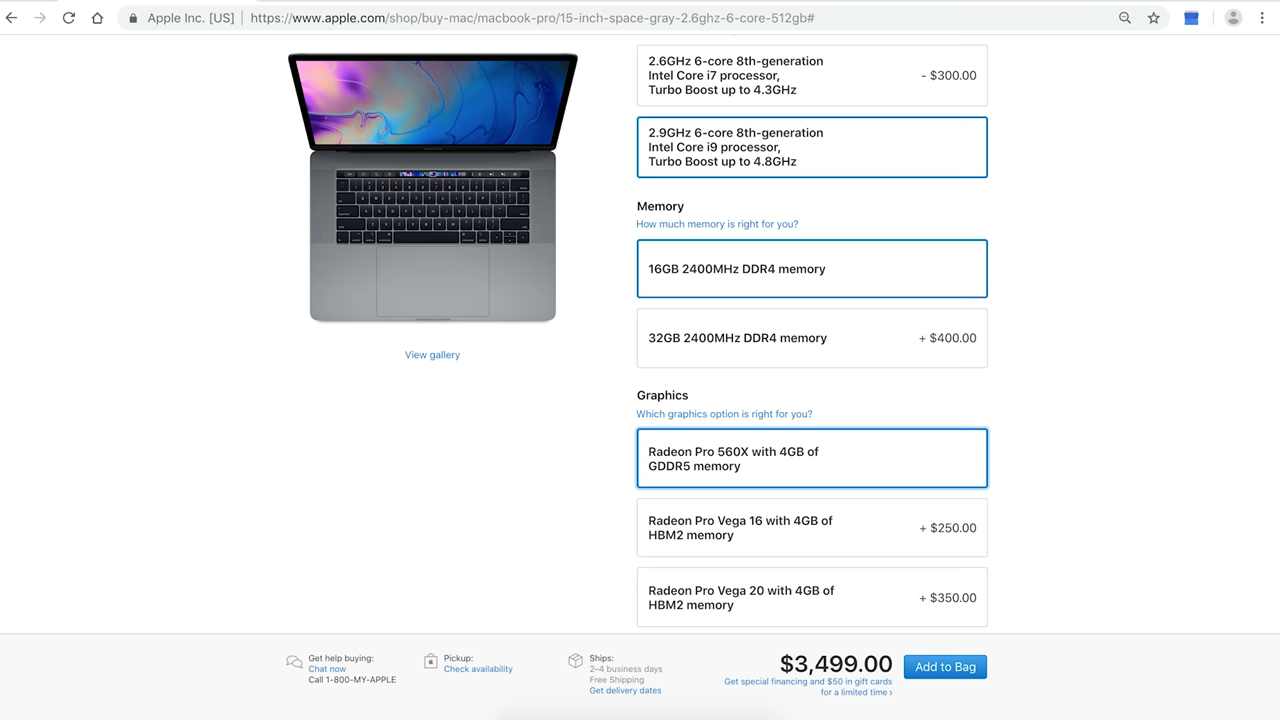 Apple Inc. [US]
https://www.apple.com/shop/buy-mac/macbook-pro/15-inch-space-gray-2.6ghz-6-core-512gb#
2.6GHz 6-core 8th-generation
Intel Core i7 processor,
Turbo Boost up to 4.3GHz
- $300.00
2.9GHz 6-core 8th-generation
Intel Core i9 processor,
Turbo Boost up to 4.8GHz
Memory
How much memory is right for you?
16GB 2400MHz DDR4 memory
32GB 2400MHz DDR4 memory
+ $400.00
View gallery
Graphics
Which graphics option is right for you?
Radeon Pro 560X with 4GB of
GDDR5 memory
Radeon Pro Vega 16 with 4GB of
HBM2 memory
+ $250.00
Radeon Pro Vega 20 with 4GB of
HBM2 memory
+ $350.00
Get help buying:
Chat now
Call 1-800-MY-APPLE
Pickup:
Check availability
Ships:
2-4 business days
Free Shipping
Get delivery dates
$3,499.00
Get special financing and $50 in gift cards
for a limited time ›
Add to Bag